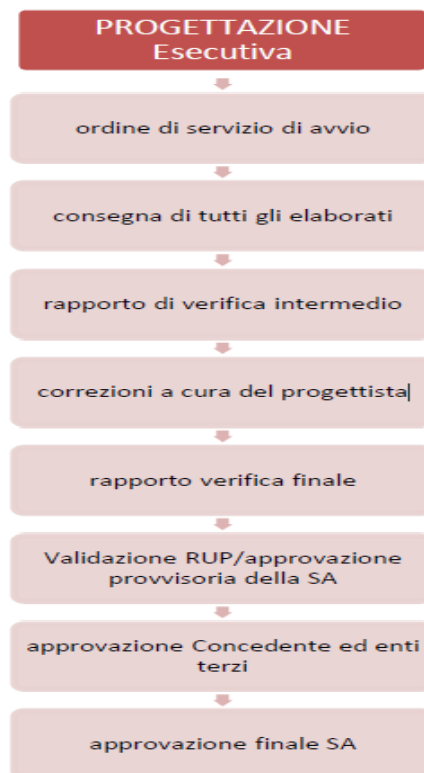 PROGETTAZIONE
Esecutiva
ordine di servizio di avvio
consegna di tutti gli elaborati
rapporto di verifica intermedio
correzioni a cura del progettista
rapporto verifica finale
Validazione RUP/approvazione
provvisoria della SA
approvazione Concedente ed enti
terzi
approvazione finale SA